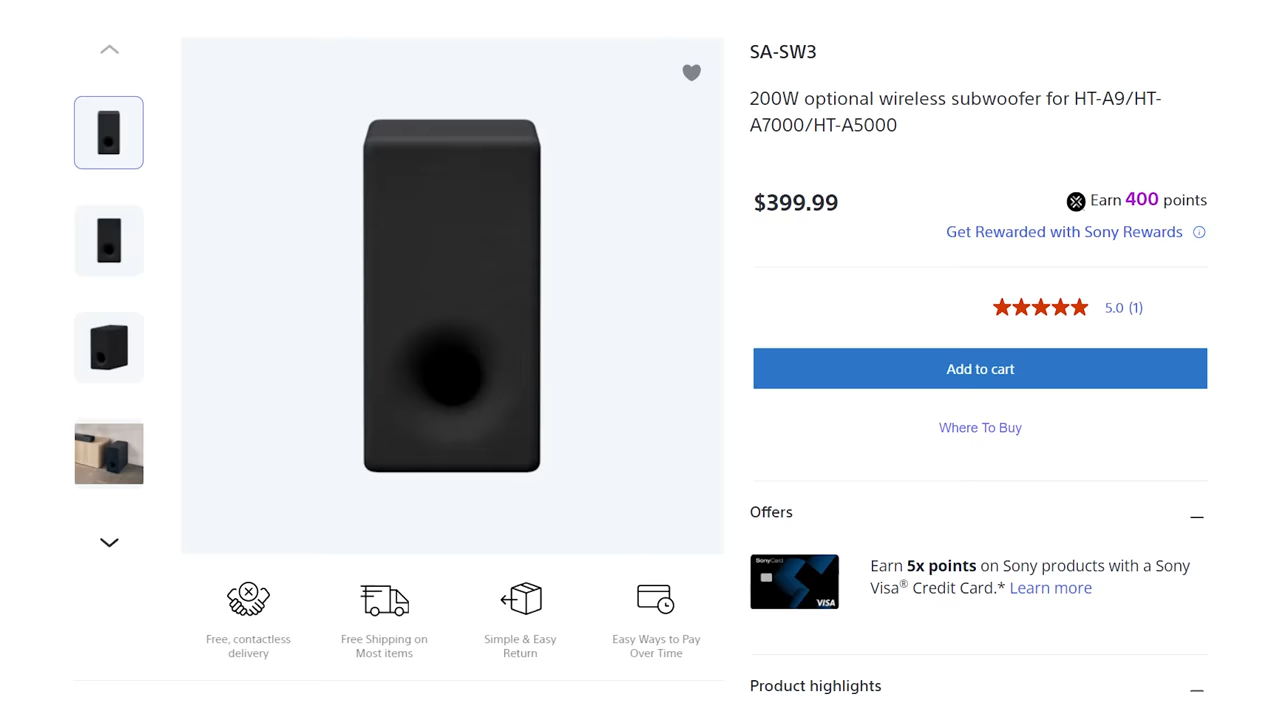 SA-SW3
200W optional wireless subwoofer for HT-A9/HT-
A7000/HT-A5000
$399.99
Earn 400 points
Get Rewarded with Sony Rewards
5.0 (1)
Add to cart
Where To Buy
Offers
SonyCard
VISA
Earn 5x points on Sony products with a Sony
Visa® Credit Card.* Learn more
Free, contactless
delivery
Free Shipping on
Most items
Simple & Easy
Return
Easy Ways to Pay
Over Time
Product highlights